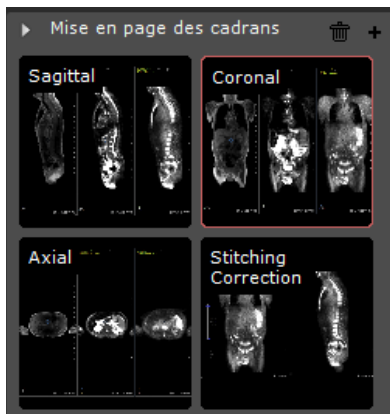 Mise en page des cadrans
Sagittal
Coronal
Axial
Stitching
Correction